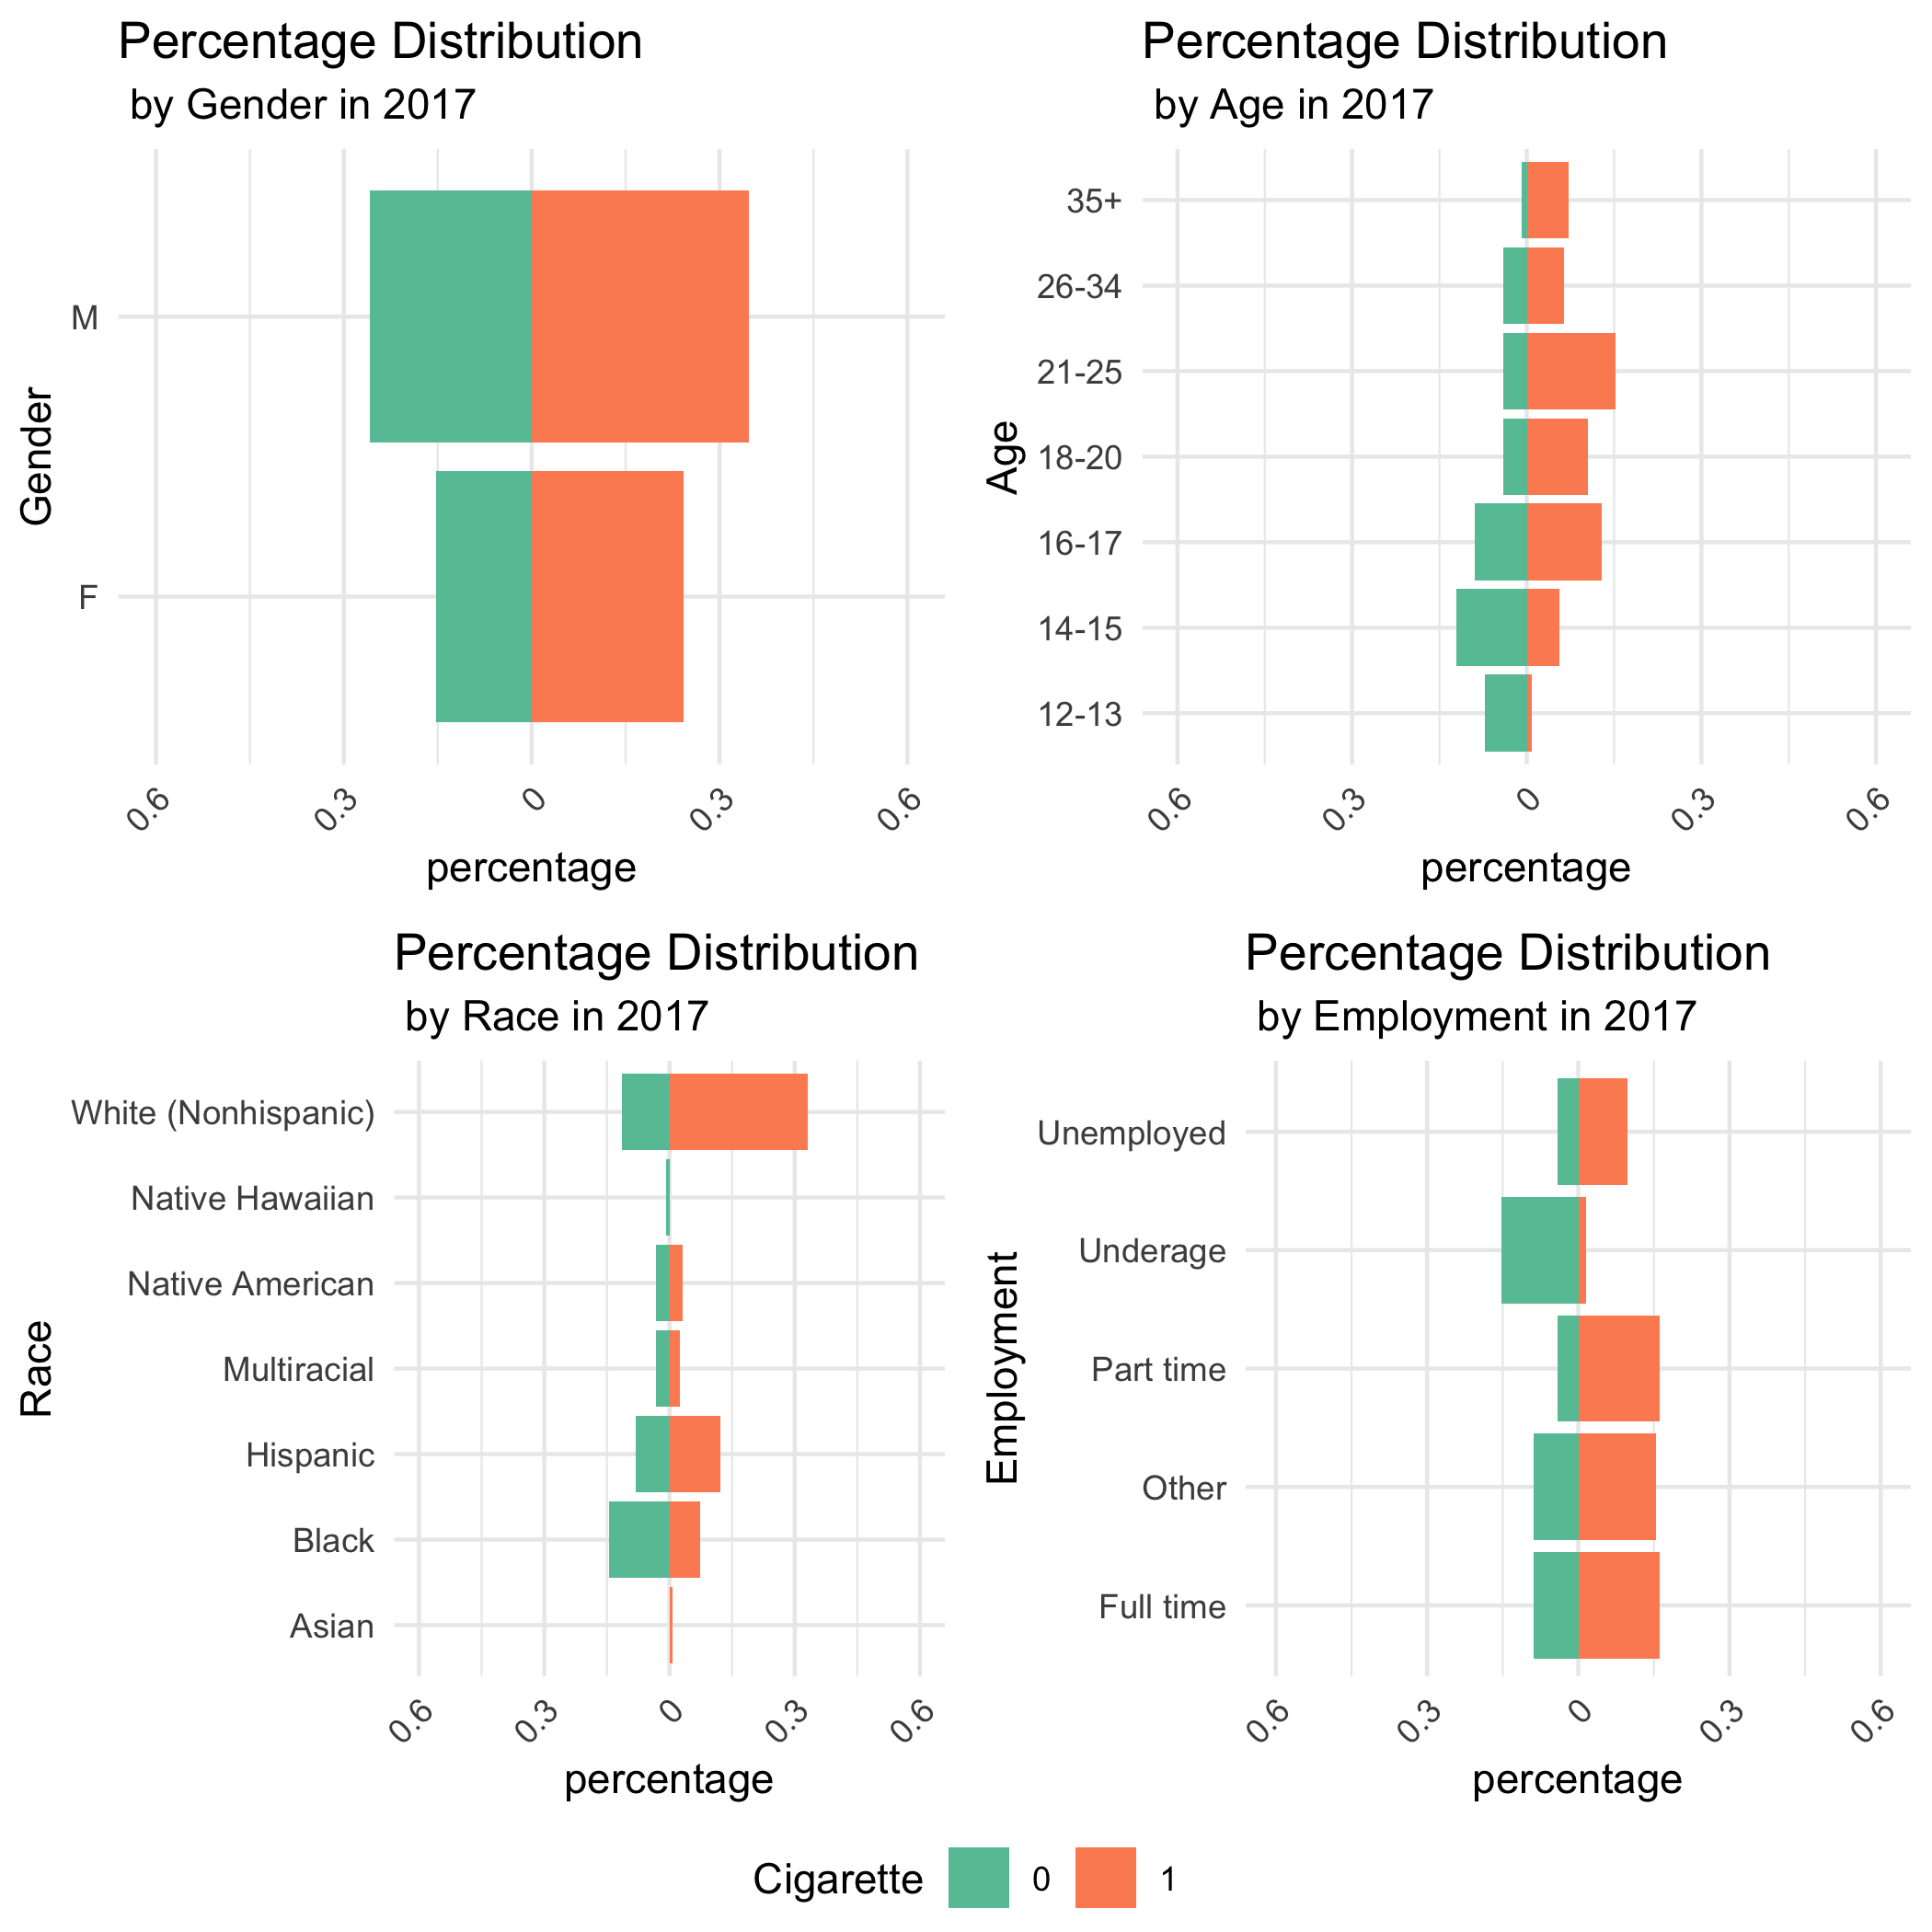 Percentage Distribution
by Gender in 2017
Gender
M
F
0.6
0.3
0
0.3
0.6
percentage
Percentage Distribution
by Age in 2017
Age
35+
26-34
21-25
18-20
16-17
14-15
12-13
0.6
0.3
0
0.3
0.6
percentage
Percentage Distribution
by Race in 2017
Race
White (Nonhispanic)
Native Hawaiian
Native American
Multiracial
Hispanic
Black
Asian
0.6
0.3
0
0.3
0.6
percentage
Percentage Distribution
by Employment in 2017
Employment
Unemployed
Underage
Part time
Other
Full time
0.6
0.3
0
0.3
0.6
percentage
Cigarette 0 1